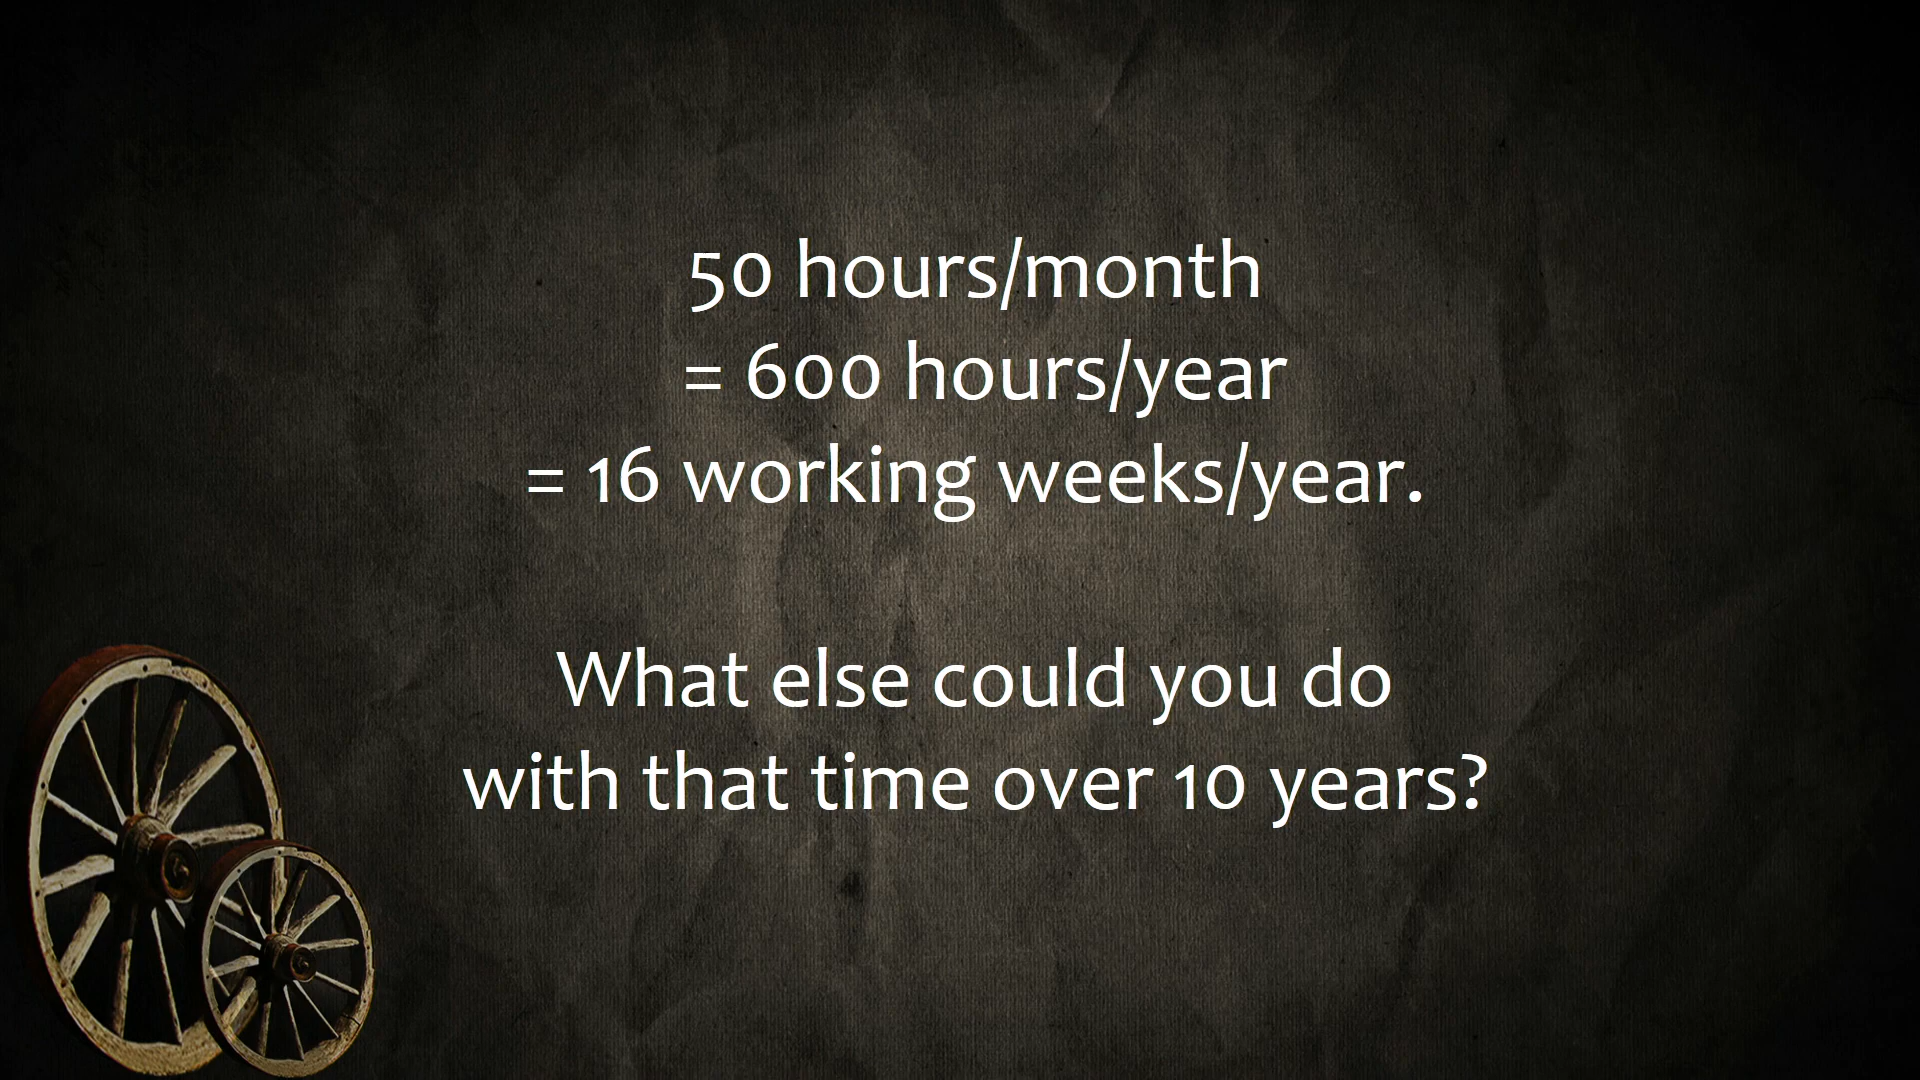 50 hours/month
= 600 hours/year
= 16 working weeks/year.
What else could you do
with that time over 10 years?